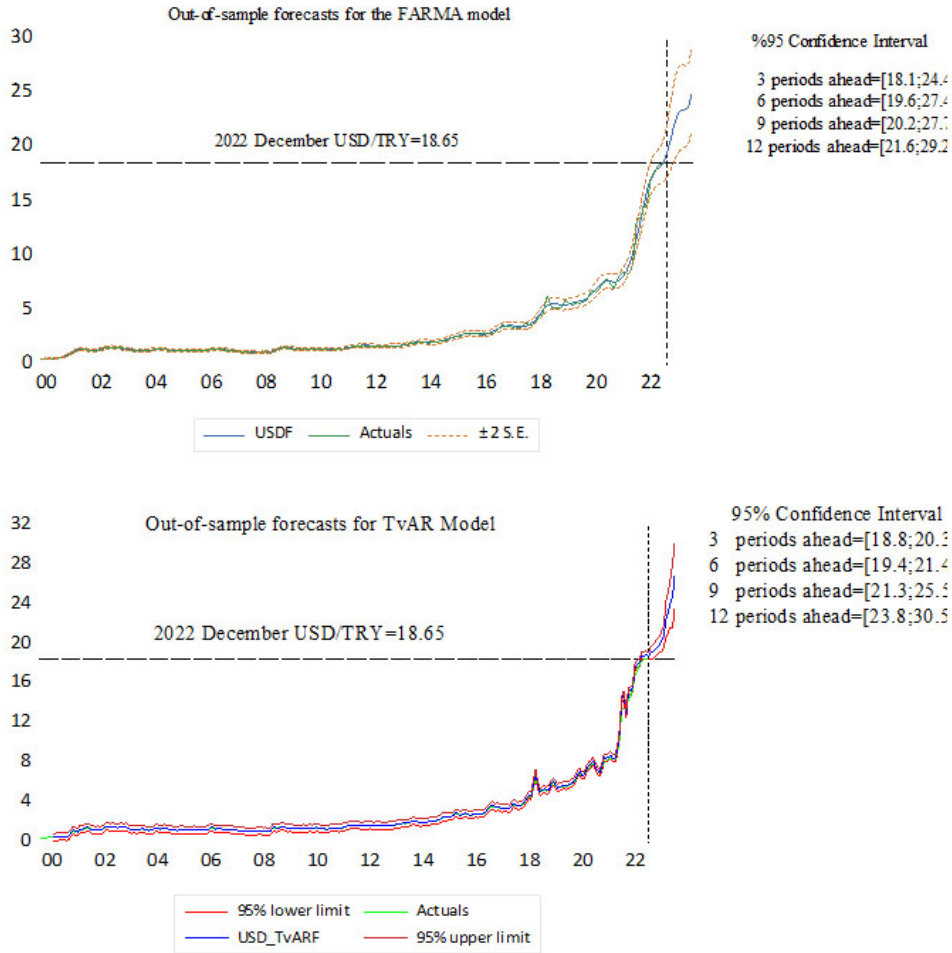 Out-of-sample forecasts for the FARMA model
30
25
20
15
10
5
0
2022 December USD/TRY=18.65
00 02 04 06 08 10 12 14 16 18 20 22
USDF Actuals ±2 S.E.
%95 Confidence Interval
3 periods ahead=[18.1;24.4
6 periods ahead=[19.6;27.4
9 periods ahead=[20.2;27.7
12 periods ahead=[21.6;29.2
Out-of-sample forecasts for TvAR Model
32
28
24
20
16
12
8
4
0
2022 December USD/TRY=18.65
00 02 04 06 08 10 12 14 16 18 20 22
95% lower limit Actuals
USD_TvARF 95% upper limit
95% Confidence Interval
3 periods ahead=[18.8;20.3
6 periods ahead=[19.4;21.4
9 periods ahead=[21.3;25.5
12 periods ahead=[23.8;30.5